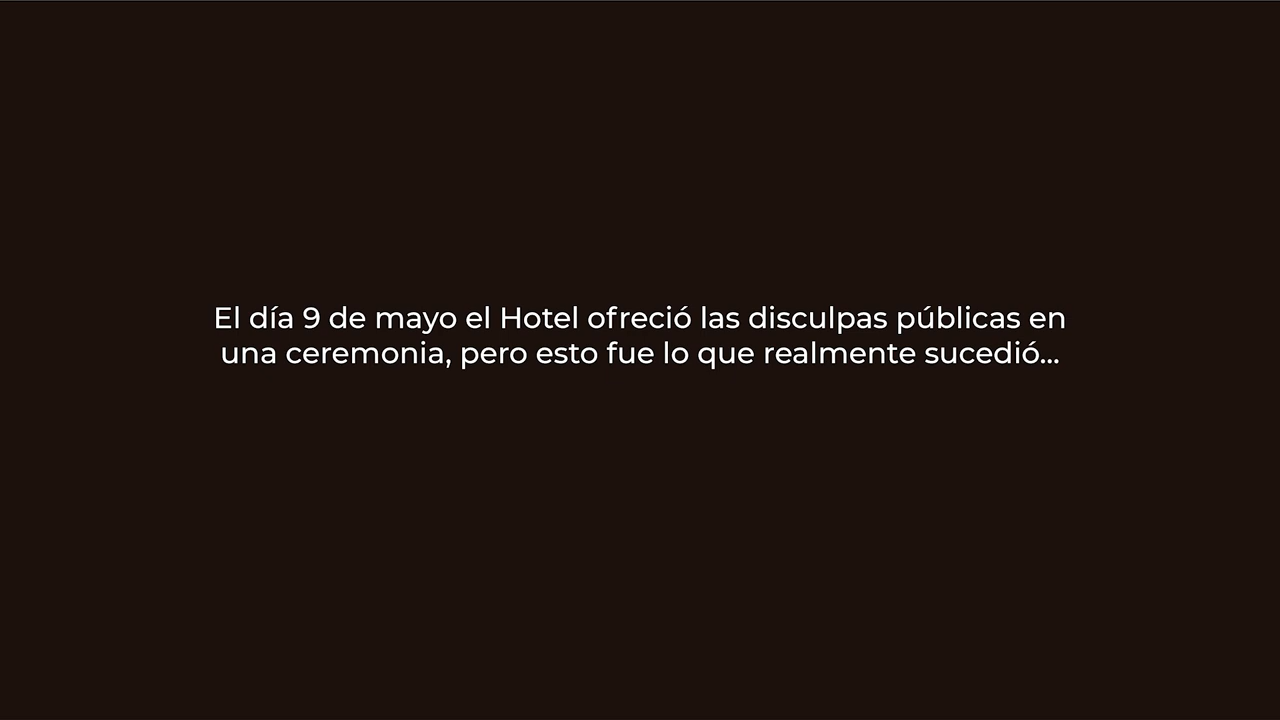 El día 9 de mayo el Hotel ofreció las disculpas públicas en
una ceremonia, pero esto fue lo que realmente sucedió...